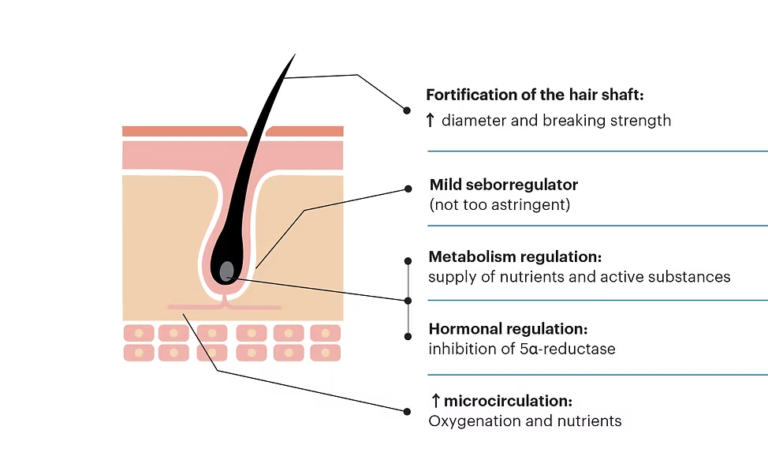 Fortification of the hair shaft:
↑ diameter and breaking strength
Mild seborregulator
(not too astringent)
Metabolism regulation:
supply of nutrients and active substances
Hormonal regulation:
inhibition of 5α-reductase
↑ microcirculation:
Oxygenation and nutrients